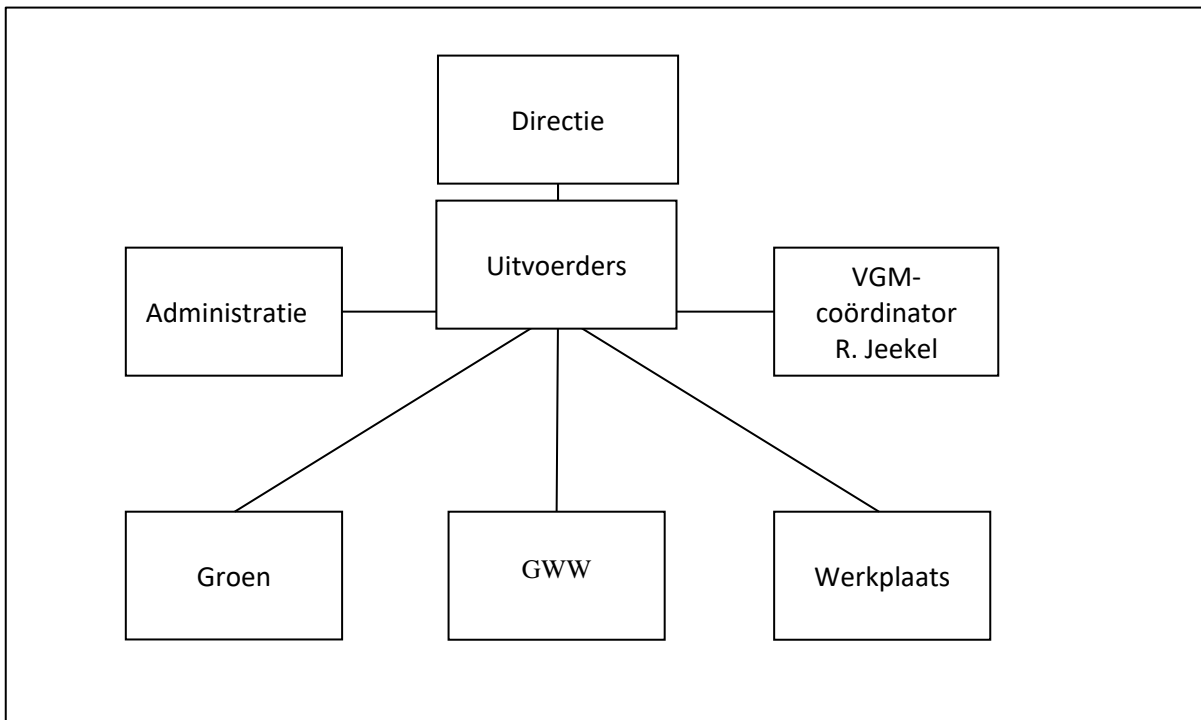 Directie
Uitvoerders
Administratie
VGM-
coördinator
R. Jeekel
Groen
GWW
Werkplaats